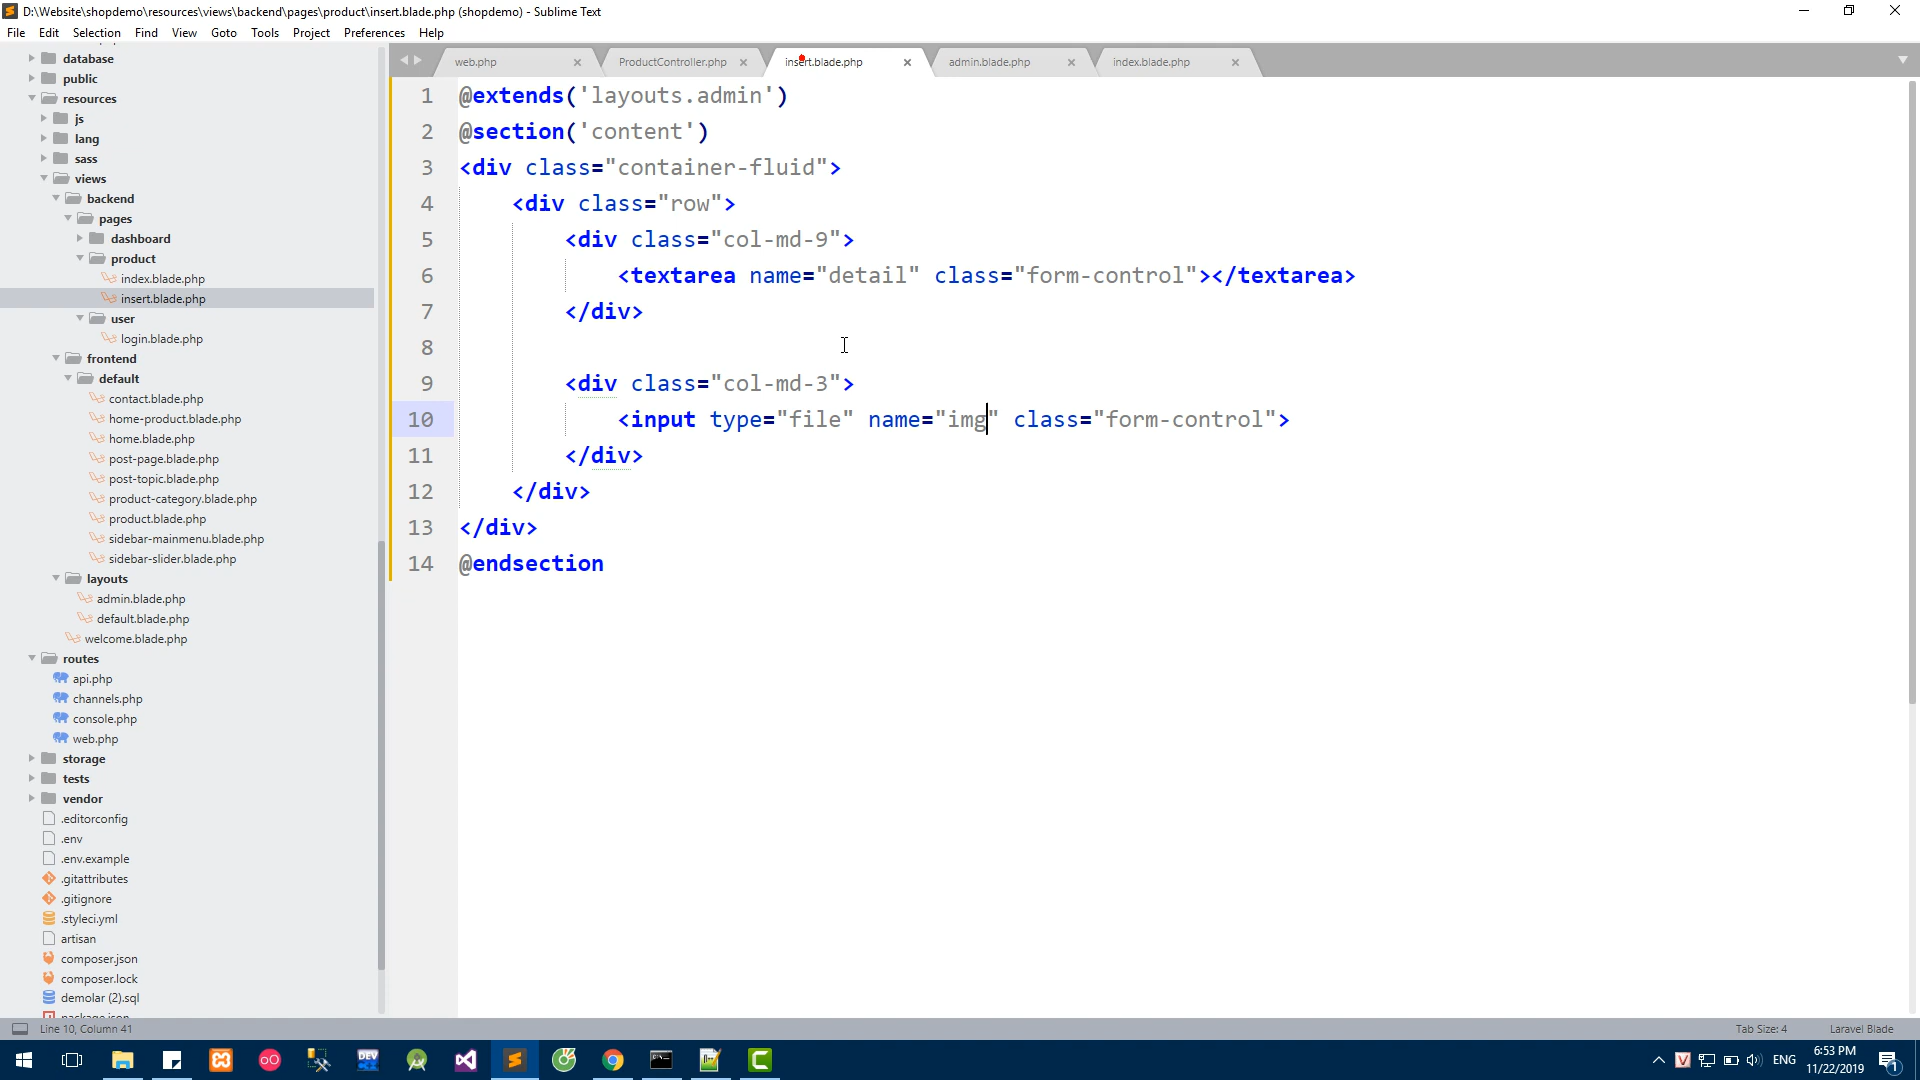 D:\Website\shopdemo\resources\views\backend\pages\product\insert.blade.php (shopdemo) - Sublime Text
File Edit Selection Find View Goto Tools Project Preferences Help
database
public
resources
js
lang
sass
views
backend
pages
dashboard
product
index.blade.php
insert.blade.php
user
login.blade.php
frontend
default
contact.blade.php
home-product.blade.php
home.blade.php
post-page.blade.php
post-topic.blade.php
product-category.blade.php
product.blade.php
sidebar-mainmenu.blade.php
sidebar-slider.blade.php
layouts
admin.blade.php
default.blade.php
welcome.blade.php
routes
api.php
channels.php
console.php
web.php
storage
tests
vendor
.editorconfig
.env
.env.example
.gitattributes
.gitignore
.styleci.yml
artisan
composer.json
composer.lock
demolar (2).sql
package.json
web.php ProductController.php insert.blade.php admin.blade.php index.blade.php
1 @extends('layouts.admin')
2 @section('content')
3 <div class="container-fluid">
4 <div class="row">
5 <div class="col-md-9">
6 <textarea name="detail" class="form-control"></textarea>
7 </div>
8
9 <div class="col-md-3">
10 <input type="file" name="img" class="form-control">
11 </div>
12 </div>
13 </div>
14 @endsection
Line 10, Column 41
Tab Size: 4 Laravel Blade
DEV
V ENG
6:53 PM
11/22/2019
1